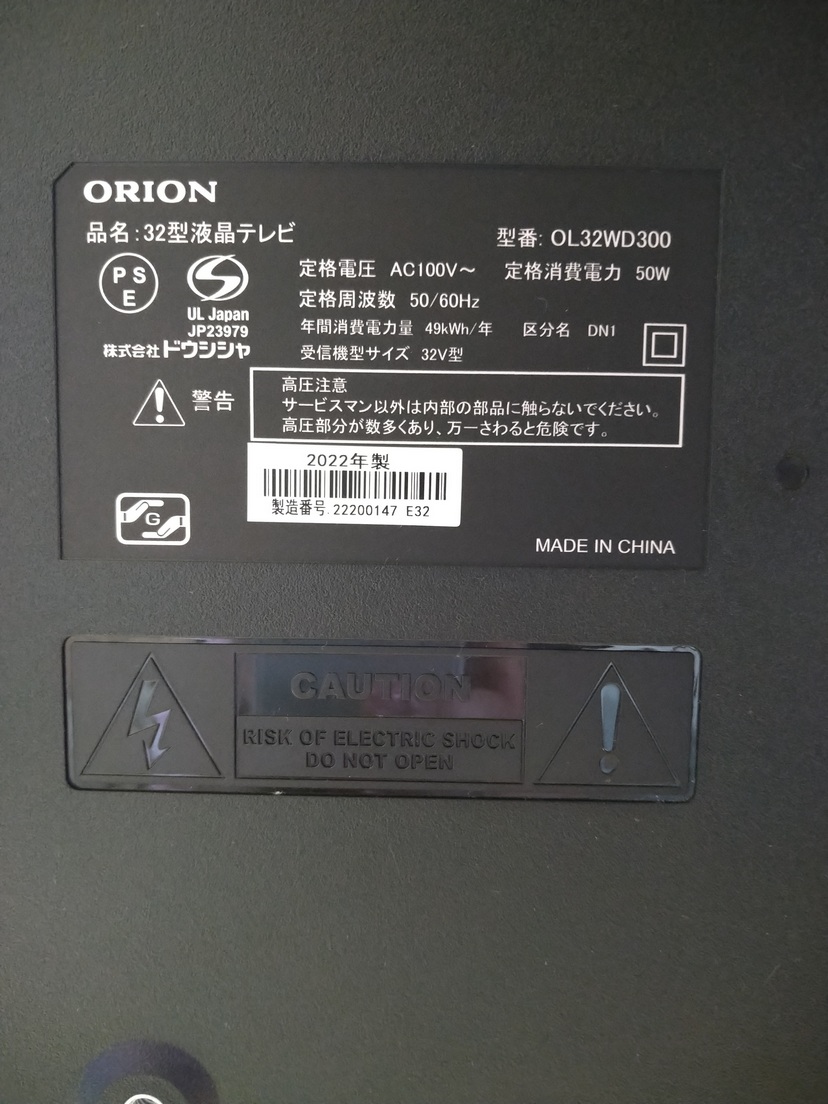 ORION
品名:32型液晶テレビ
型番: OL32WD300
PS
E
UL Japan
JP23979
株式会社ドウシシャ
定格電圧 AC100V～ 定格消費電力 50W
定格周波数 50/60Hz
年間消費電力量 49kWh/年 区分名 DN1
受信機型サイズ 32V型
警告
高圧注意
サービスマン以外は内部の部品に触らないでください。
高圧部分が数多くあり、万一さわると危険です。
2022年製
製造番号.22200147 E32
G
MADE IN CHINA
CAUTION
RISK OF ELECTRIC SHOCK
DO NOT OPEN